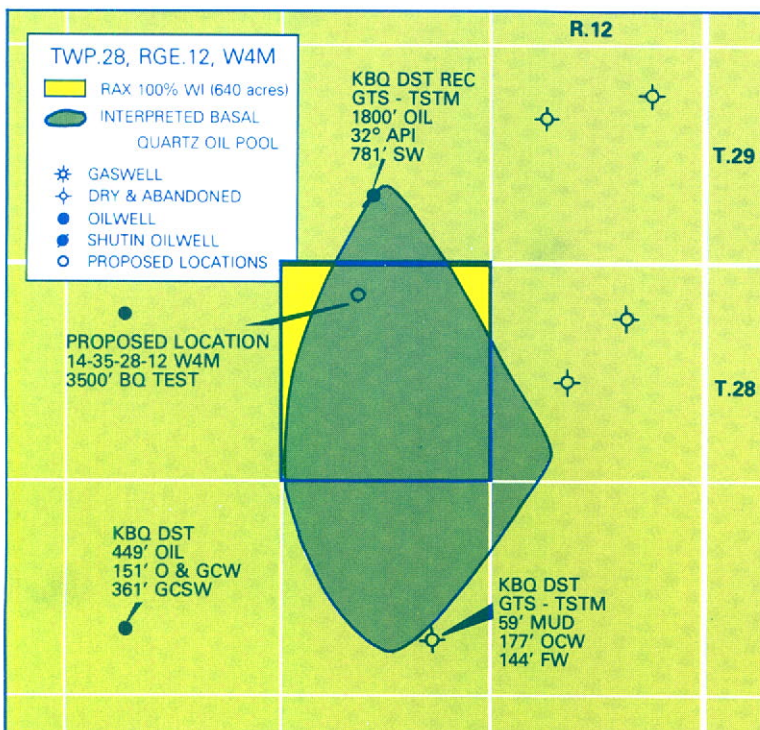 R.12
TWP.28, RGE.12, W4M
RAX 100% WI (640 acres)
INTERPRETED BASAL
QUARTZ OIL POOL
GASWELL
DRY & ABANDONED
OILWELL
SHUTIN OILWELL
PROPOSED LOCATIONS
KBQ DST REC
GTS - TSTM
1800' OIL
32° API
781' SW
T.29
PROPOSED LOCATION
14-35-28-12 W4M
3500' BQ TEST
T.28
KBQ DST
449' OIL
151' O & GCW
361' GCSW
KBQ DST
GTS - TSTM
59' MUD
177' OCW
144' FW